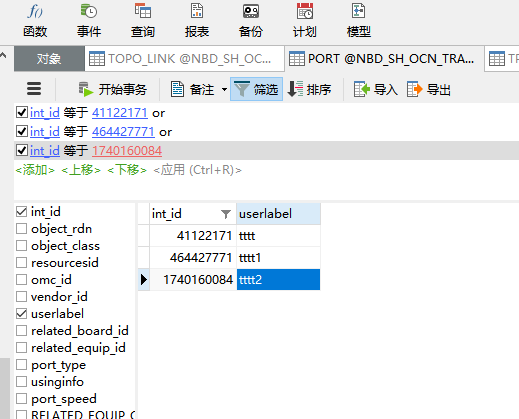 函数 事件 查询 报表 备份 计划 模型
对象 TOPO_LINK @NBD_SH_OC... PORT @NBD_SH_OCN_TRA...
开始事务 备注 筛选 排序 导入 导出
int_id 等于 41122171 or
int_id 等于 464427771 or
int_id 等于 1740160084
<添加> <上移> <下移> <应用 (Ctrl+R)>
int_id
object_rdn
object_class
resourcesid
omc_id
vendor_id
userlabel
related_board_id
related_equip_id
port_type
usinginfo
port_speed
int_id userlabel
41122171 tttt
464427771 tttt1
1740160084 tttt2